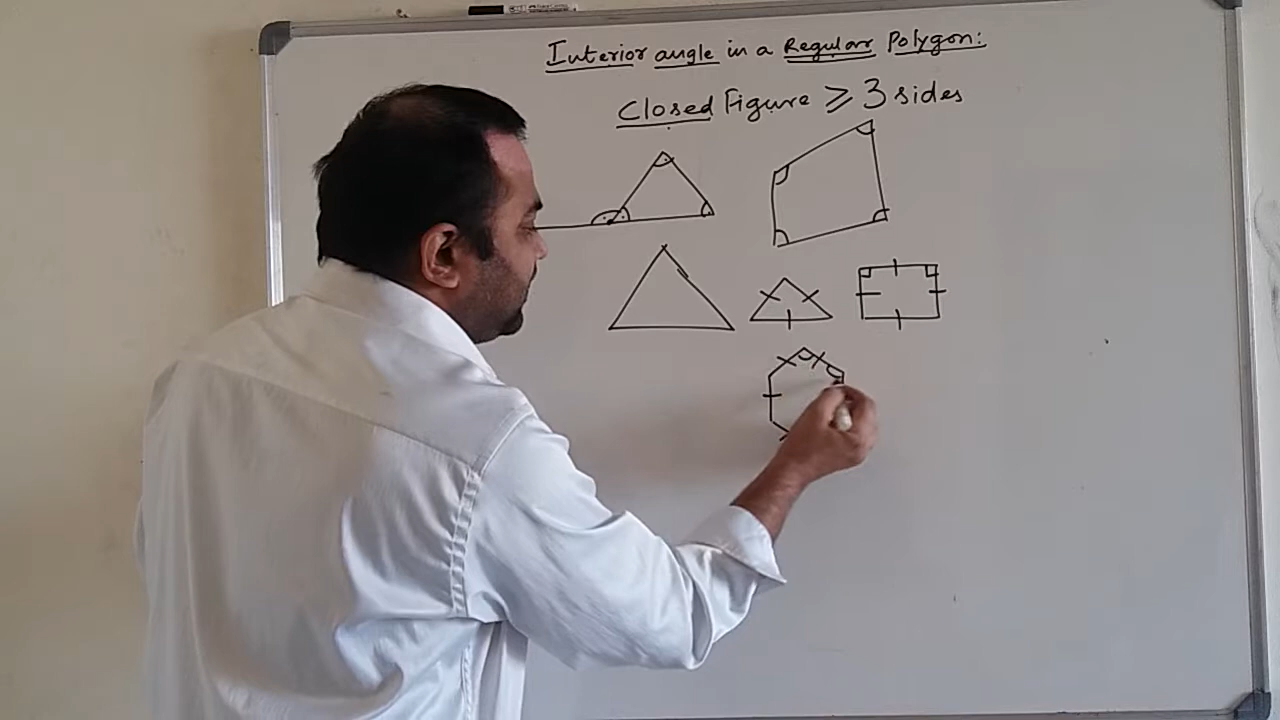 Interior angle in a Regular Polygon:
Closed Figure ≥ 3 sides